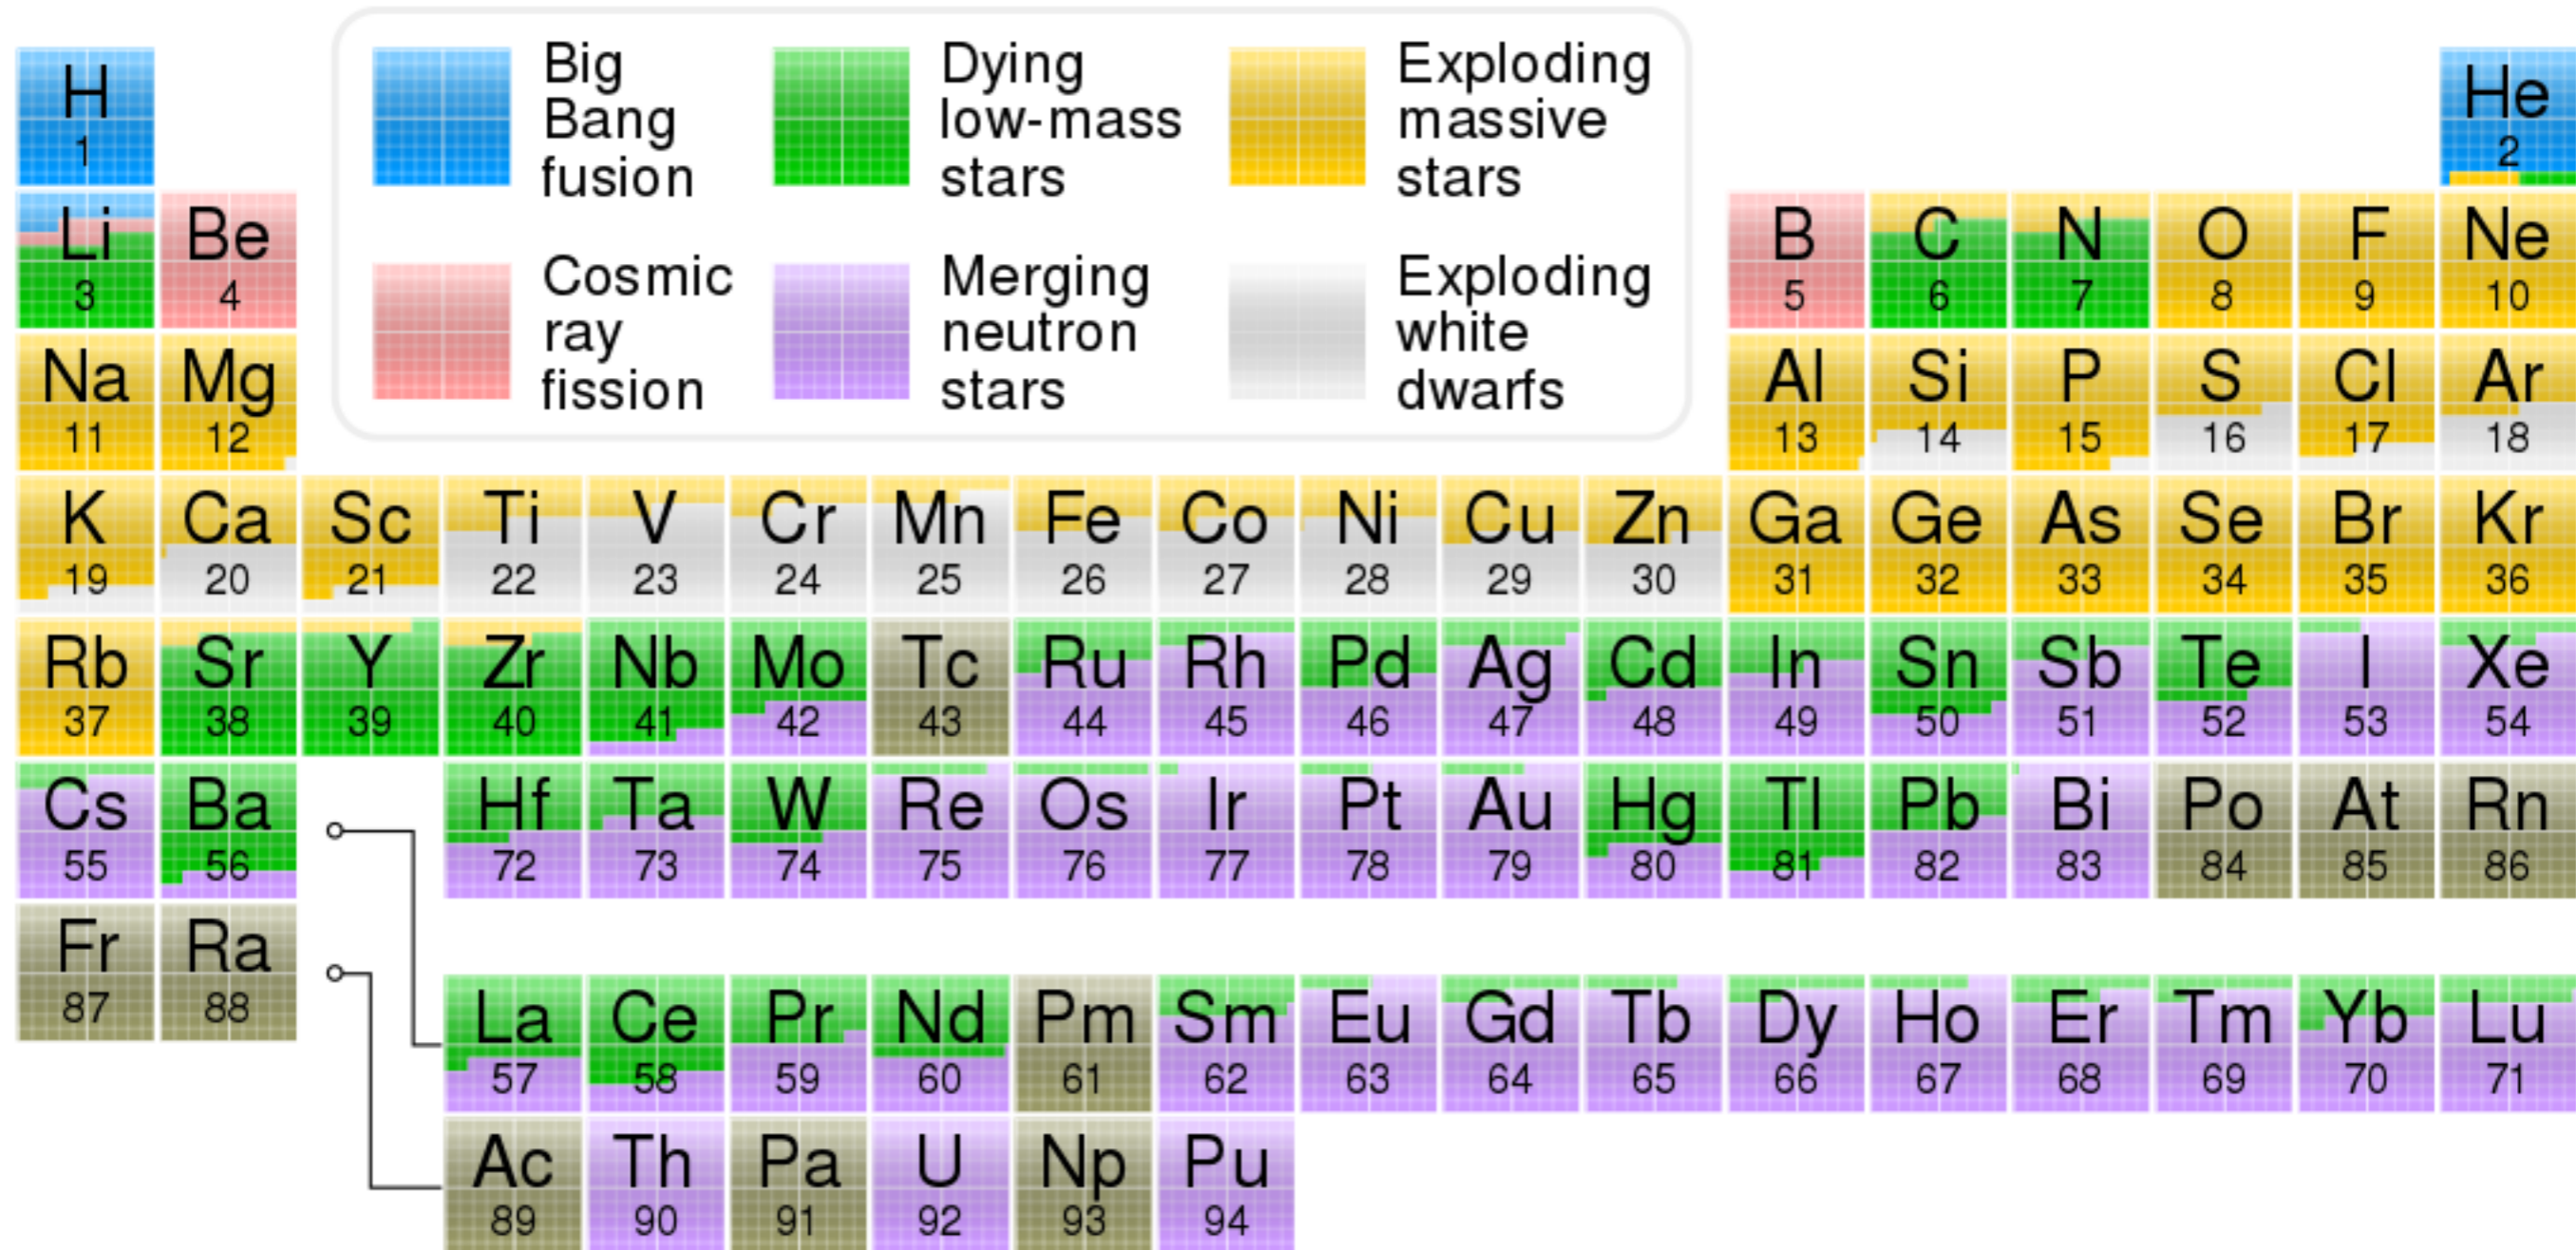 Big Bang fusion
Dying low-mass stars
Exploding massive stars
Cosmic ray fission
Merging neutron stars
Exploding white dwarfs
H He
1 2
Li Be B C N O F Ne
3 4 5 6 7 8 9 10
Na Mg Al Si P S Cl Ar
11 12 13 14 15 16 17 18
K Ca Sc Ti V Cr Mn Fe Co Ni Cu Zn Ga Ge As Se Br Kr
19 20 21 22 23 24 25 26 27 28 29 30 31 32 33 34 35 36
Rb Sr Y Zr Nb Mo Tc Ru Rh Pd Ag Cd In Sn Sb Te I Xe
37 38 39 40 41 42 43 44 45 46 47 48 49 50 51 52 53 54
Cs Ba Hf Ta W Re Os Ir Pt Au Hg Tl Pb Bi Po At Rn
55 56 72 73 74 75 76 77 78 79 80 81 82 83 84 85 86
Fr Ra
87 88
La Ce Pr Nd Pm Sm Eu Gd Tb Dy Ho Er Tm Yb Lu
57 58 59 60 61 62 63 64 65 66 67 68 69 70 71
Ac Th Pa U Np Pu
89 90 91 92 93 94